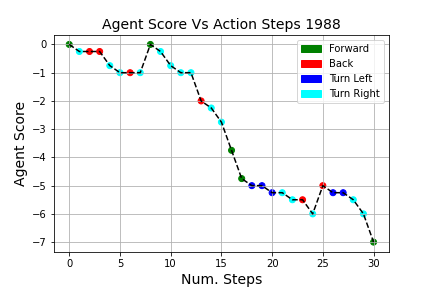 Agent Score Vs Action Steps 1988
Agent Score
0
−1
−2
−3
−4
−5
−6
−7
Forward
Back
Turn Left
Turn Right
0 5 10 15 20 25 30
Num. Steps